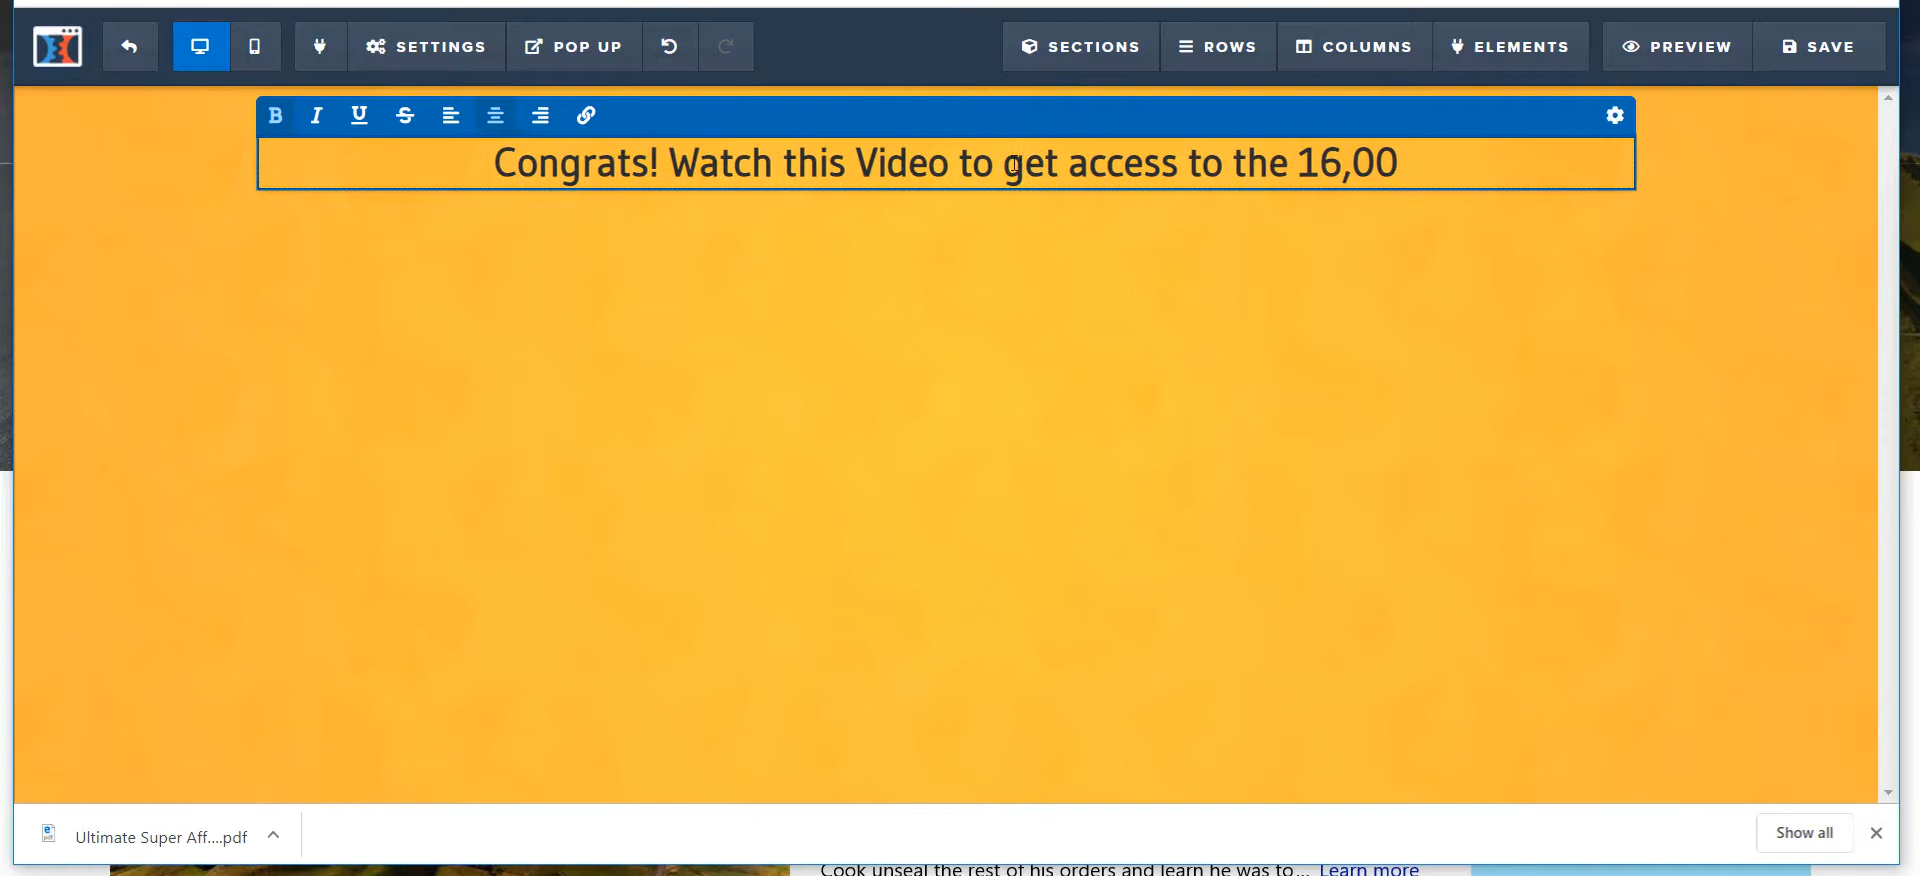 SETTINGS
POP UP
SECTIONS
ROWS
COLUMNS
ELEMENTS
PREVIEW
SAVE
B I U S
Congrats! Watch this Video to get access to the 16,00
Ultimate Super Aff....pdf
Show all
Cook unseal the rest of his orders and learn he was to... Learn more